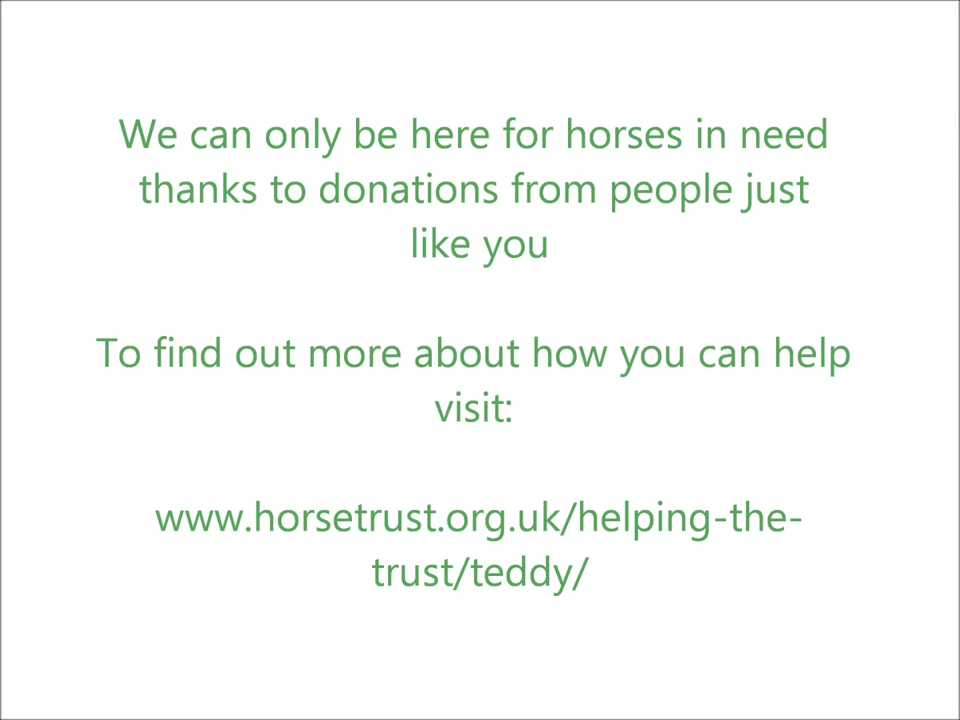 We can only be here for horses in need
thanks to donations from people just
like you
To find out more about how you can help
visit:
www.horsetrust.org.uk/helping-the-
trust/teddy/